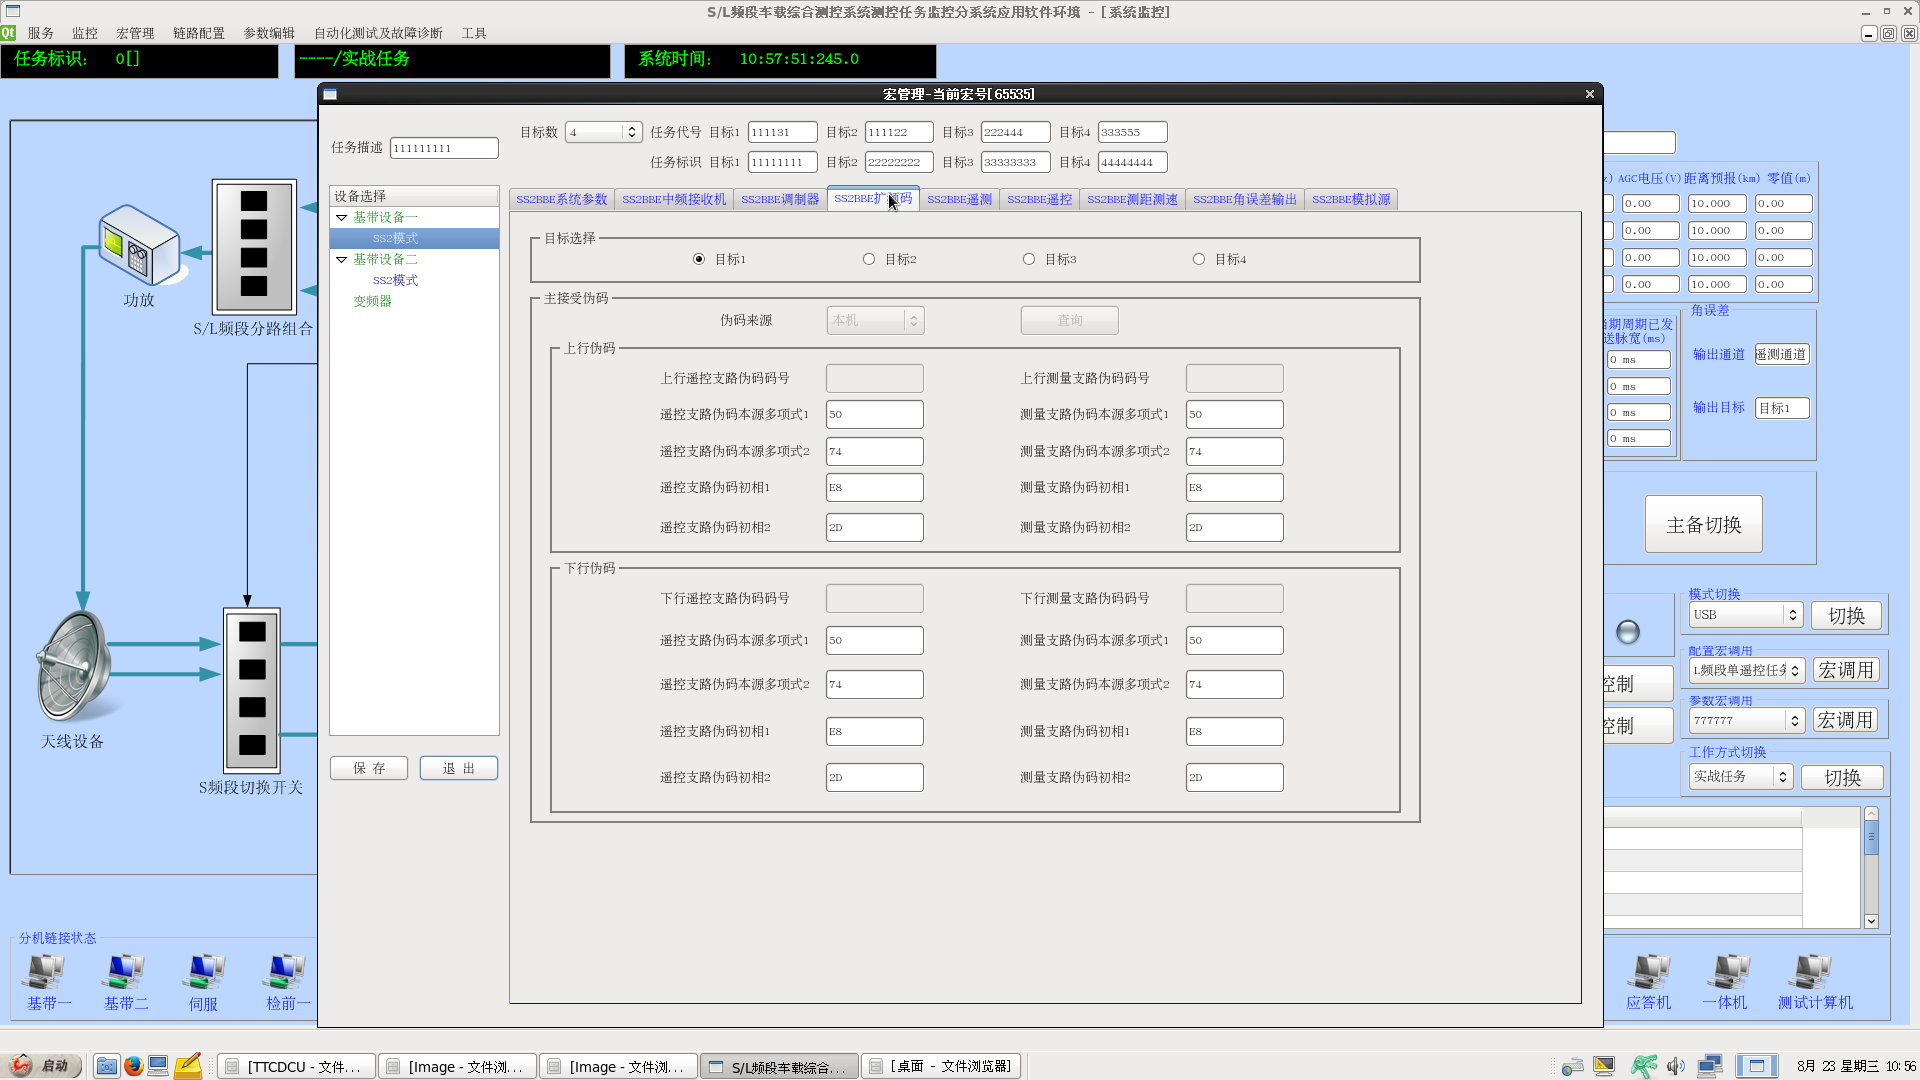 S/L频段车载综合测控系统测控任务监控分系统应用软件环境 - [系统监控]
服务 监控 宏管理 链路配置 参数编辑 自动化测试及故障诊断 工具
任务标识： 0[]
----/实战任务
系统时间： 10:57:51:245.0
宏管理-当前宏号[65535]
任务描述 111111111
目标数 4
任务代号 目标1 111131 目标2 111122 目标3 222444 目标4 333555
任务标识 目标1 11111111 目标2 22222222 目标3 33333333 目标4 44444444
设备选择
基带设备一
SS2模式
基带设备二
SS2模式
变频器
保 存 退 出
SS2BBE系统参数 SS2BBE中频接收机 SS2BBE调制器 SS2BBE扩频码 SS2BBE遥测 SS2BBE遥控 SS2BBE测距测速 SS2BBE角误差输出 SS2BBE模拟源
目标选择
目标1 目标2 目标3 目标4
主接受伪码
伪码来源 本机 查询
上行伪码
上行遥控支路伪码码号 上行测量支路伪码码号
遥控支路伪码本源多项式1 50 测量支路伪码本源多项式1 50
遥控支路伪码本源多项式2 74 测量支路伪码本源多项式2 74
遥控支路伪码初相1 E8 测量支路伪码初相1 E8
遥控支路伪码初相2 2D 测量支路伪码初相2 2D
下行伪码
下行遥控支路伪码码号 下行测量支路伪码码号
遥控支路伪码本源多项式1 50 测量支路伪码本源多项式1 50
遥控支路伪码本源多项式2 74 测量支路伪码本源多项式2 74
遥控支路伪码初相1 E8 测量支路伪码初相1 E8
遥控支路伪码初相2 2D 测量支路伪码初相2 2D
功放
S/L频段分路组合
天线设备
S频段切换开关
分机链接状态
基带一 基带二 伺服 检前一
AGC电压(V) 距离预报(km) 零值(m)
0.00 10.000 0.00
0.00 10.000 0.00
0.00 10.000 0.00
0.00 10.000 0.00
期周期已发
送脉宽(ms)
0 ms
0 ms
0 ms
0 ms
角误差
输出通道 遥测通道
输出目标 目标1
主备切换
模式切换
USB 切换
配置宏调用
L频段单遥控任务 宏调用
控制
参数宏调用
777777 宏调用
控制
工作方式切换
实战任务 切换
应答机 一体机 测试计算机
启动
[TTCDCU - 文件...
[Image - 文件浏...
[Image - 文件浏...
S/L频段车载综合...
[桌面 - 文件浏览器]
8月 23 星期三 10:56